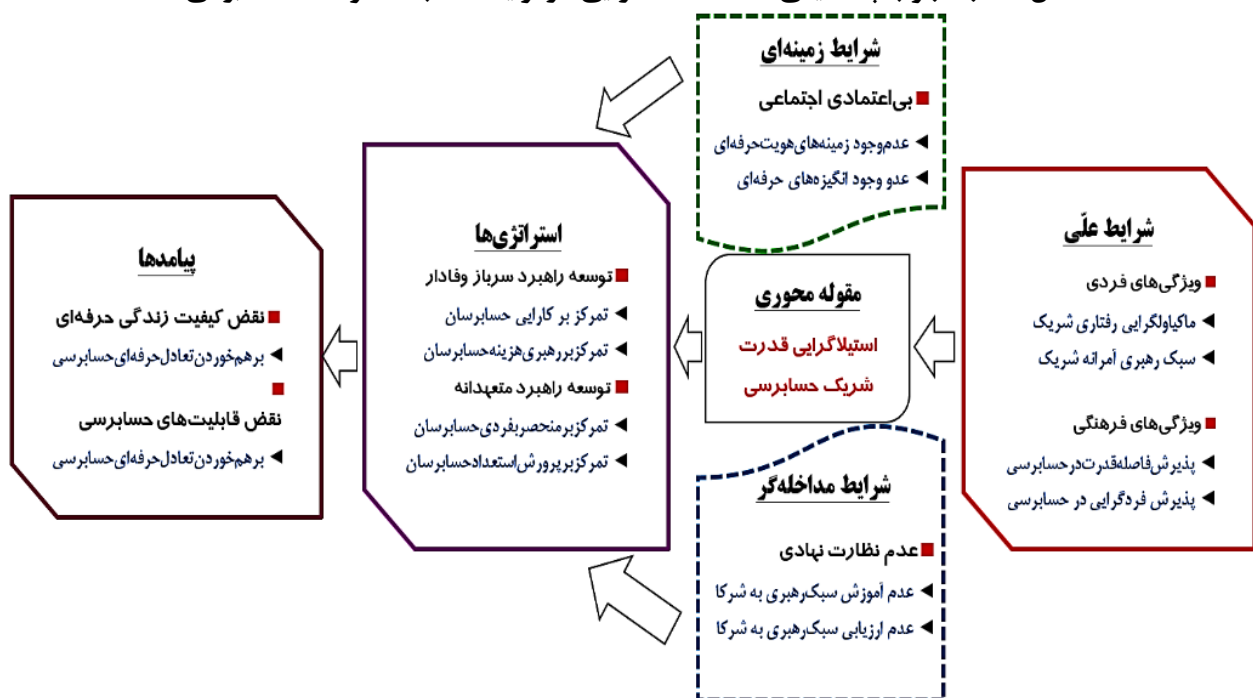 شرایط زمینه‌ای
■ بی‌اعتمادی اجتماعی
◄ عدم‌وجود زمینه‌های‌هویت‌حرفه‌ای
◄ عدو وجود انگیزه‌های حرفه‌ای
شرایط علّی
■ ویژگی‌های فردی
◄ ماکیاولگرایی رفتاری شریک
◄ سبک رهبری آمرانه شریک
■ ویژگی‌های فرهنگی
◄ پذیرش‌فاصله‌قدرت‌در‌حسابرسی
◄ پذیرش فردگرایی در حسابرسی
مقوله محوری
استیلاگرایی قدرت
شریک حسابرسی
شرایط مداخله‌گر
■ عدم نظارت نهادی
◄ عدم آموزش سبک‌رهبری به شرکا
◄ عدم ارزیابی سبک‌رهبری به شرکا
استراتژی‌ها
■ توسعه راهبرد سرباز وفادار
◄ تمرکز بر کارایی حسابرسان
◄ تمرکزبررهبری‌هزینه‌حسابرسان
■ توسعه راهبرد متعهدانه
◄ تمرکزبرمنحصربفردی‌حسابرسان
◄ تمرکزبرپرورش‌استعدادحسابرسان
پیامدها
■ نقض کیفیت زندگی حرفه‌ای
◄ برهم‌خوردن‌تعادل‌حرفه‌ای‌حسابرسی
■
نقض قابلیت‌های حسابرسی
◄ برهم‌خوردن‌تعادل‌حرفه‌ای‌حسابرسی